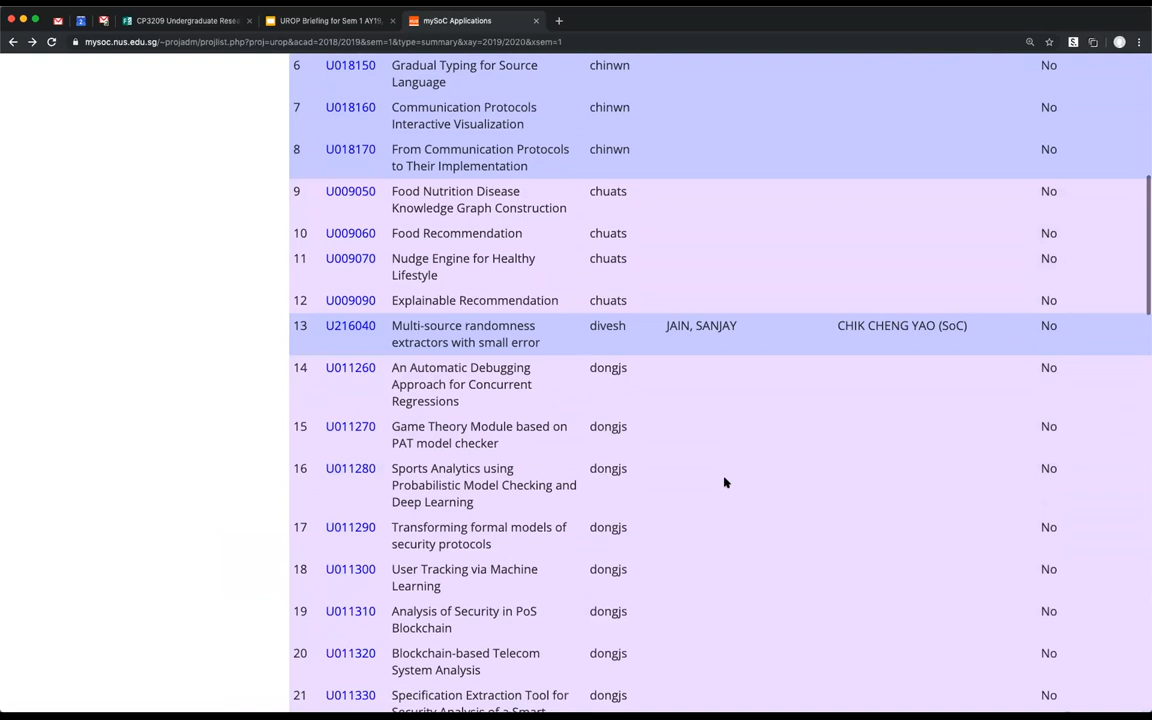 CP3209 Undergraduate Resea
UROP Briefing for Sem 1 AY19,
mySoC Applications
mysoc.nus.edu.sg/~projadm/projlist.php?proj=urop&acad=2018/2019&sem=1&type=summary&xay=2019/2020&xsem=1
6 U018150 Gradual Typing for Source chinwn No
Language
7 U018160 Communication Protocols chinwn No
Interactive Visualization
8 U018170 From Communication Protocols chinwn No
to Their Implementation
9 U009050 Food Nutrition Disease chuats No
Knowledge Graph Construction
10 U009060 Food Recommendation chuats No
11 U009070 Nudge Engine for Healthy chuats No
Lifestyle
12 U009090 Explainable Recommendation chuats No
13 U216040 Multi-source randomness divesh JAIN, SANJAY CHIK CHENG YAO (SoC) No
extractors with small error
14 U011260 An Automatic Debugging dongjs No
Approach for Concurrent
Regressions
15 U011270 Game Theory Module based on dongjs No
PAT model checker
16 U011280 Sports Analytics using dongjs No
Probabilistic Model Checking and
Deep Learning
17 U011290 Transforming formal models of dongjs No
security protocols
18 U011300 User Tracking via Machine dongjs No
Learning
19 U011310 Analysis of Security in PoS dongjs No
Blockchain
20 U011320 Blockchain-based Telecom dongjs No
System Analysis
21 U011330 Specification Extraction Tool for dongjs No
Security Analysis of a Smart